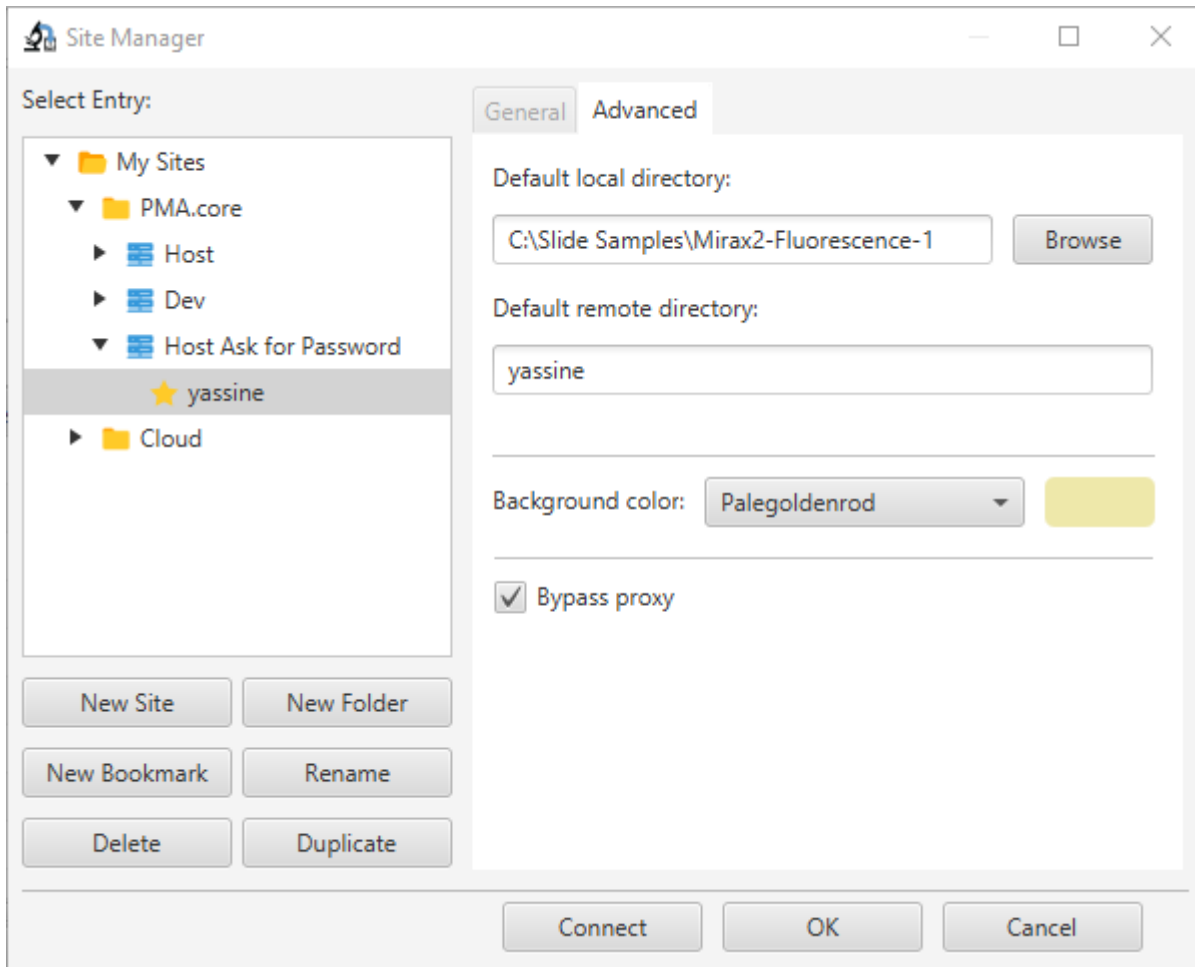 Site Manager
Select Entry:
My Sites
PMA.core
Host
Dev
Host Ask for Password
yassine
Cloud
New Site New Folder
New Bookmark Rename
Delete Duplicate
General Advanced
Default local directory:
C:\Slide Samples\Mirax2-Fluorescence-1 Browse
Default remote directory:
yassine
Background color: Palegoldenrod
Bypass proxy
Connect OK Cancel